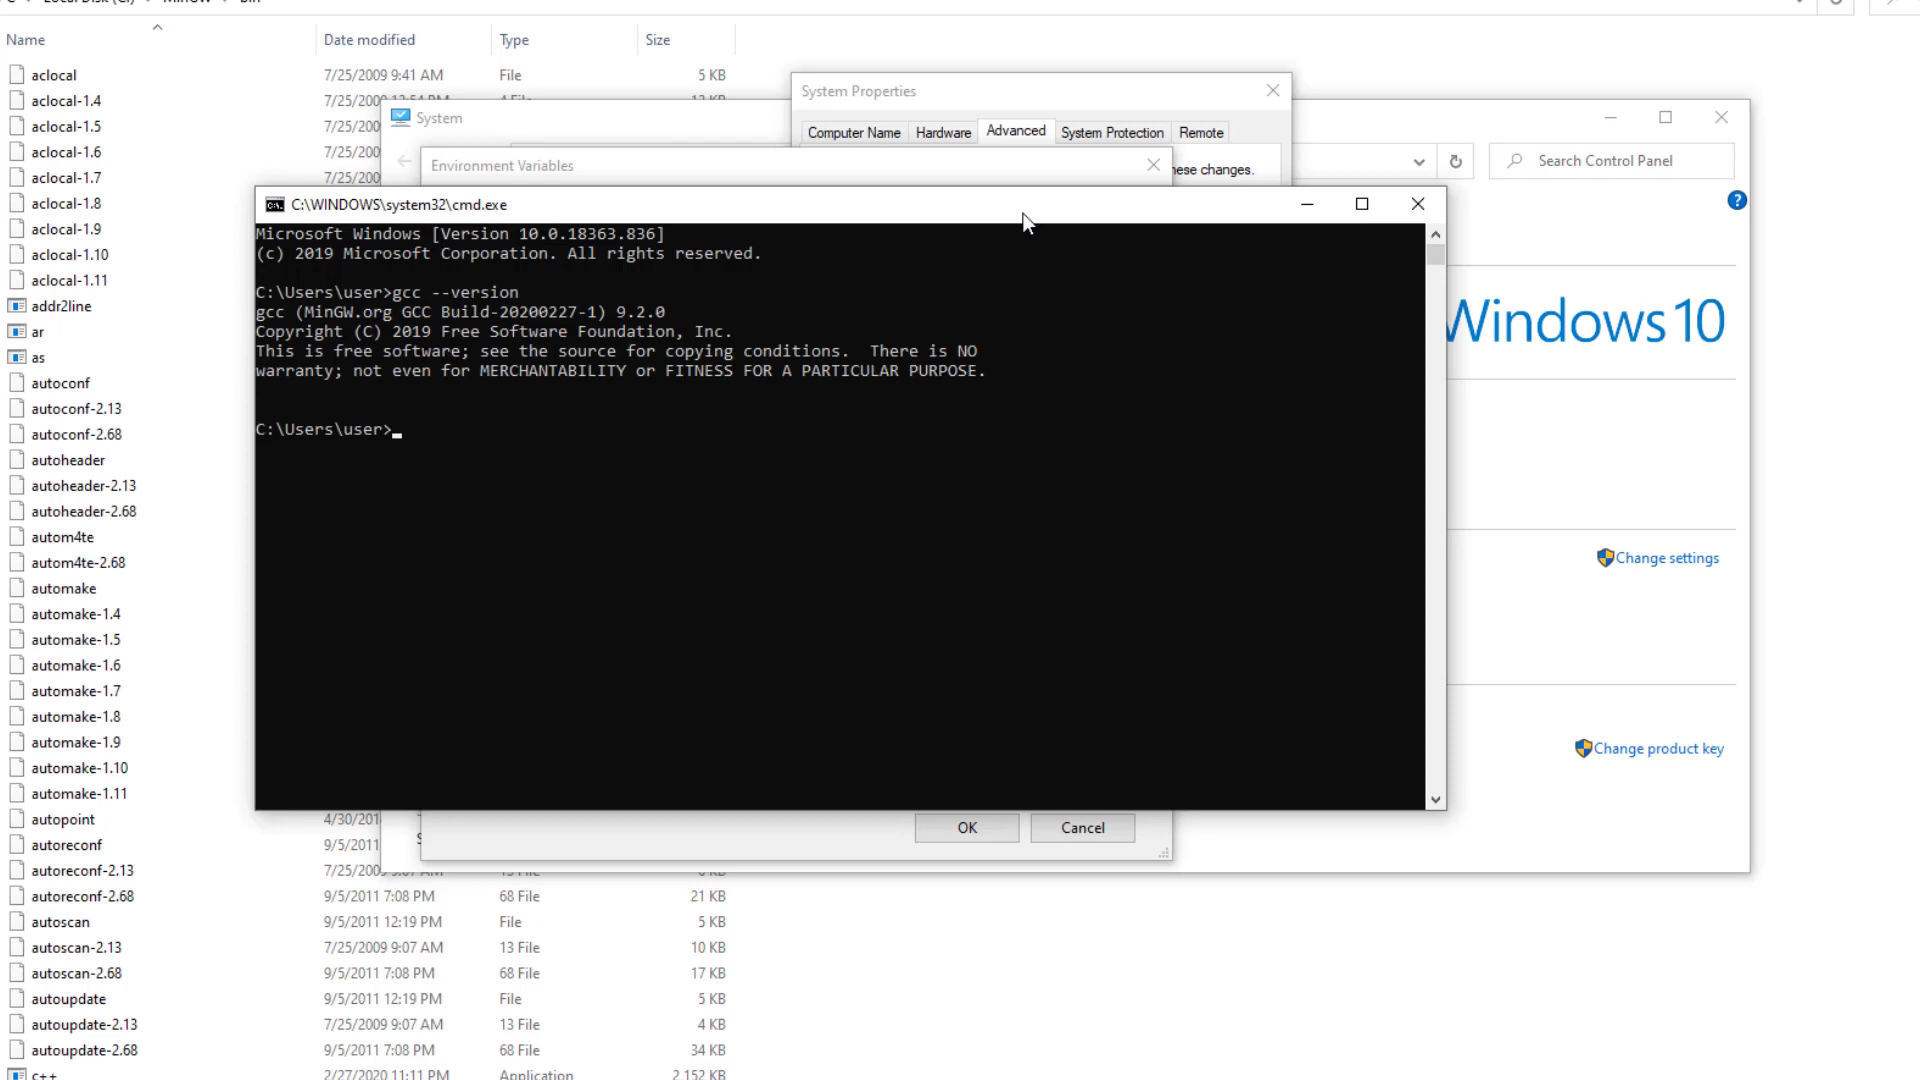 Local Disk (C:) > MinGW > bin
Name Date modified Type Size
aclocal 7/25/2009 9:41 AM File 5 KB
aclocal-1.4
aclocal-1.5
aclocal-1.6
aclocal-1.7
aclocal-1.8
aclocal-1.9
aclocal-1.10
aclocal-1.11
addr2line
ar
as
autoconf
autoconf-2.13
autoconf-2.68
autoheader
autoheader-2.13
autoheader-2.68
autom4te
autom4te-2.68
automake
automake-1.4
automake-1.5
automake-1.6
automake-1.7
automake-1.8
automake-1.9
automake-1.10
automake-1.11
autopoint
autoreconf 9/5/2011
autoreconf-2.13 7/25/2009
autoreconf-2.68 9/5/2011 7:08 PM 68 File 21 KB
autoscan 9/5/2011 12:19 PM File 5 KB
autoscan-2.13 7/25/2009 9:07 AM 13 File 10 KB
autoscan-2.68 9/5/2011 7:08 PM 68 File 17 KB
autoupdate 9/5/2011 12:19 PM File 5 KB
autoupdate-2.13 7/25/2009 9:07 AM 13 File 4 KB
autoupdate-2.68 9/5/2011 7:08 PM 68 File 34 KB
c++ 2/27/2020 11:11 PM Application 2,152 KB
System Properties
Computer Name Hardware Advanced System Protection Remote
these changes.
System
Search Control Panel
Environment Variables
C:\WINDOWS\system32\cmd.exe
Microsoft Windows [Version 10.0.18363.836]
(c) 2019 Microsoft Corporation. All rights reserved.
C:\Users\user>gcc --version
gcc (MinGW.org GCC Build-20200227-1) 9.2.0
Copyright (C) 2019 Free Software Foundation, Inc.
This is free software; see the source for copying conditions.  There is NO
warranty; not even for MERCHANTABILITY or FITNESS FOR A PARTICULAR PURPOSE.
C:\Users\user>
Windows 10
Change settings
Change product key
OK Cancel